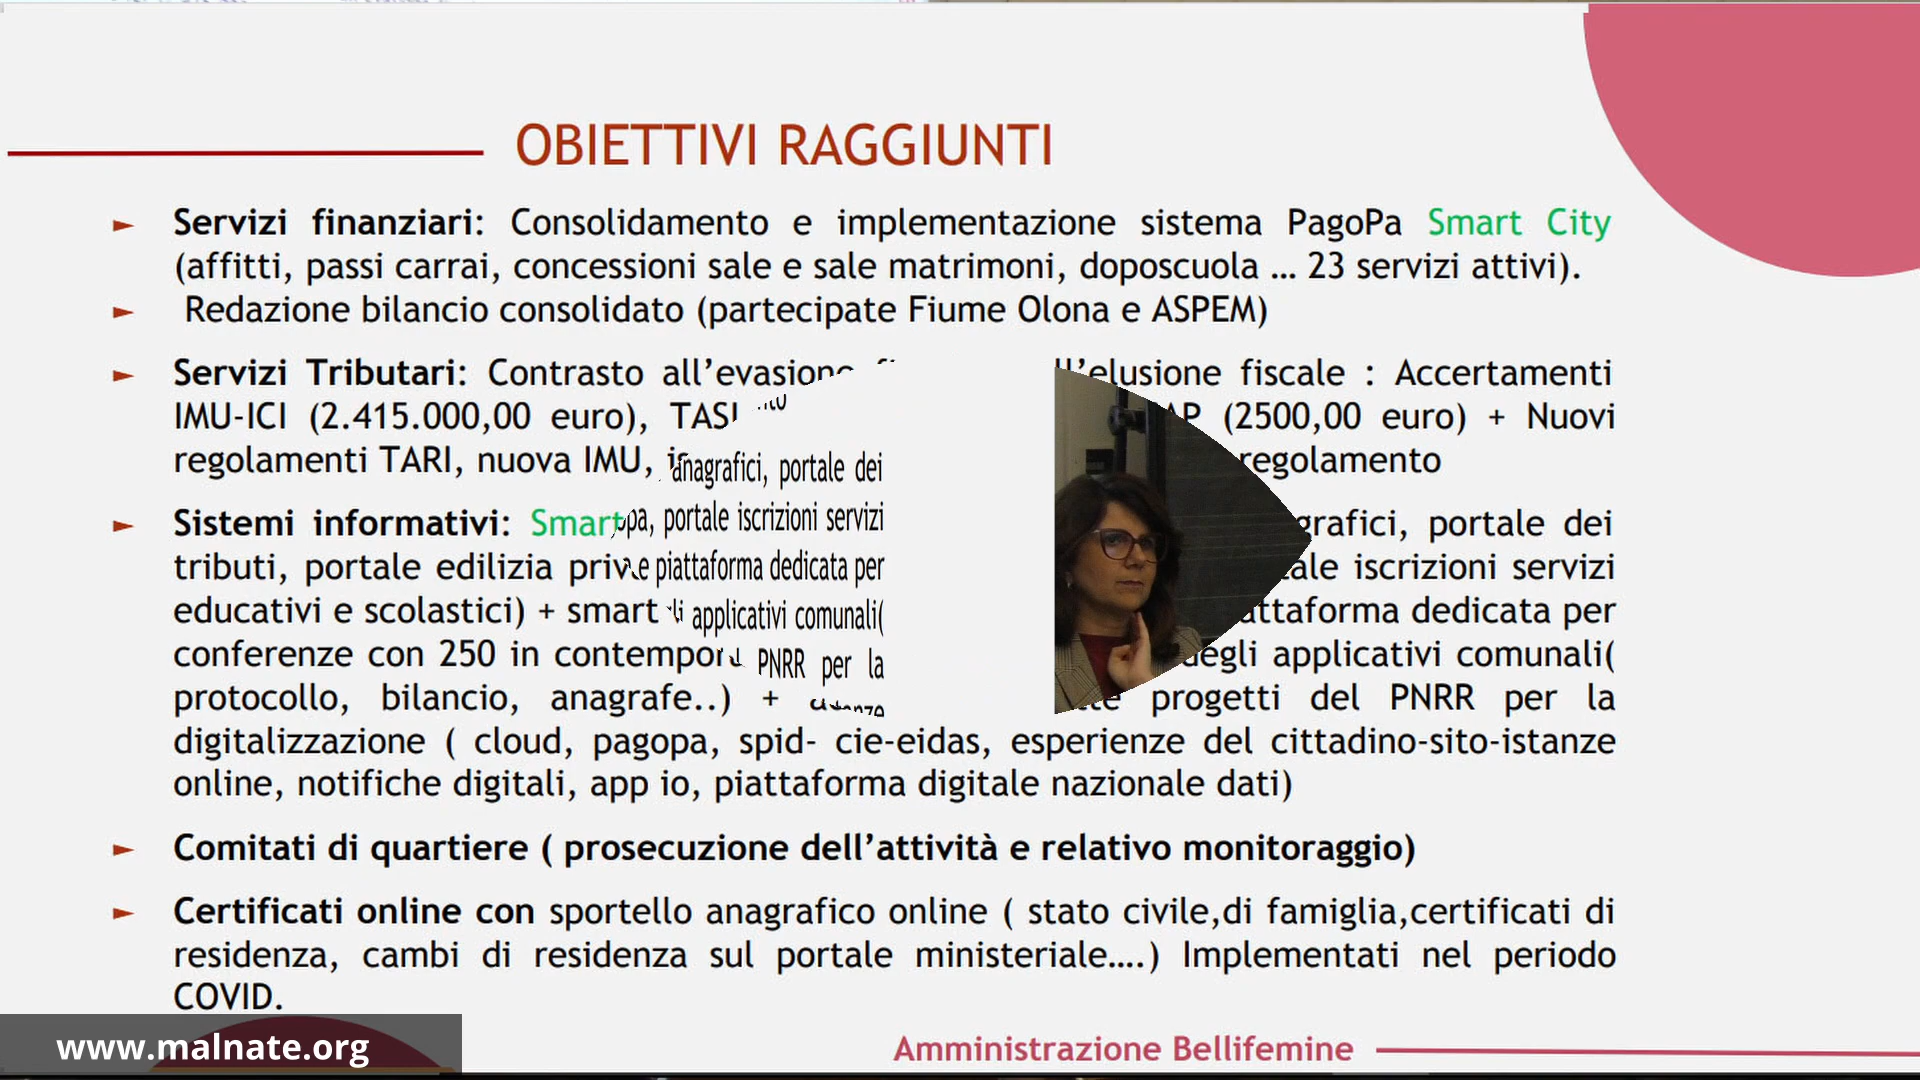 OBIETTIVI RAGGIUNTI
► Servizi finanziari: Consolidamento e implementazione sistema PagoPa Smart City
(affitti, passi carrai, concessioni sale e sale matrimoni, doposcuola … 23 servizi attivi).
► Redazione bilancio consolidato (partecipate Fiume Olona e ASPEM)
► Servizi Tributari: Contrasto all’evasione ll’elusione fiscale : Accertamenti
IMU-ICI (2.415.000,00 euro), TASI (2500,00 euro) + Nuovi
regolamenti TARI, nuova IMU, regolamento
anagrafici, portale dei
► Sistemi informativi: Smart portale iscrizioni servizi grafici, portale dei
tributi, portale edilizia e piattaforma dedicata per iscrizioni servizi
educativi e scolastici) + smart applicativi comunali( attaforma dedicata per
conferenze con 250 in PNRR per la degli applicativi comunali(
protocollo, bilancio, anagrafe..) + progetti del PNRR per la
digitalizzazione ( cloud, pagopa, spid- cie-eidas, esperienze del cittadino-sito-istanze
online, notifiche digitali, app io, piattaforma digitale nazionale dati)
► Comitati di quartiere ( prosecuzione dell’attività e relativo monitoraggio)
► Certificati online con sportello anagrafico online ( stato civile,di famiglia,certificati di
residenza, cambi di residenza sul portale ministeriale….) Implementati nel periodo
COVID.
www.malnate.org
Amministrazione Bellifemine